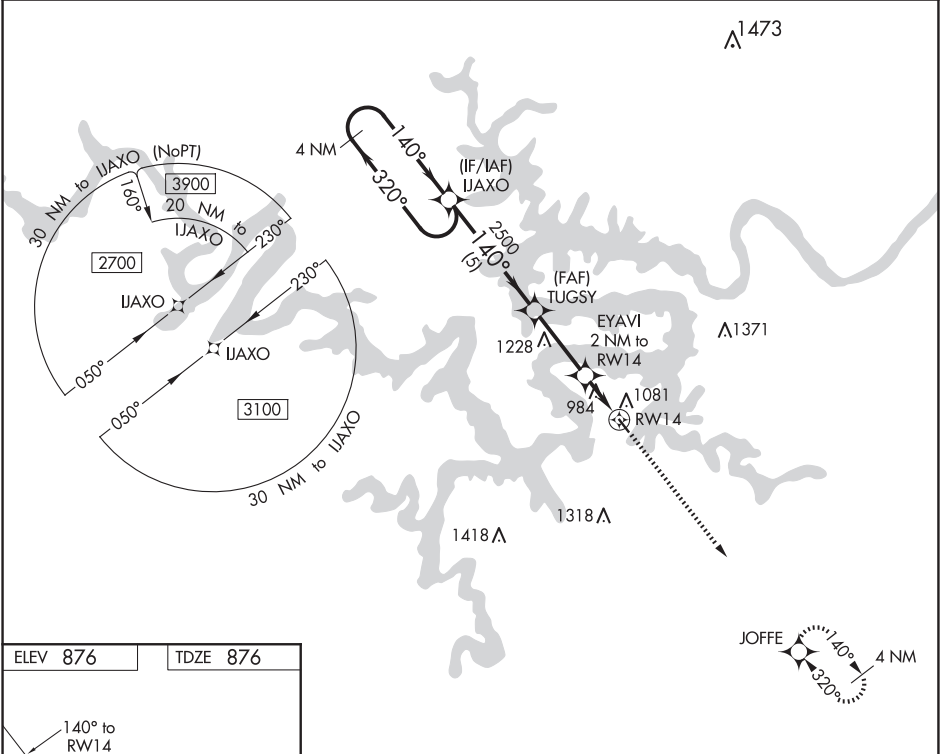 1473
4 NM
140°
320°
(IF/IAF)
IJAXO
2500
140°
(5)
(FAF)
TUGSY
1228
EYAVI
2 NM to
RW14
1371
984
1081
RW14
1318
1418
30 NM to IJAXO (NoPT)
3900
160°
20 NM to
IJAXO
230°
2700
IJAXO
050°
230°
IJAXO
050°
3100
30 NM to IJAXO
JOFFE
140°
4 NM
320°
ELEV 876
TDZE 876
140° to
RW14